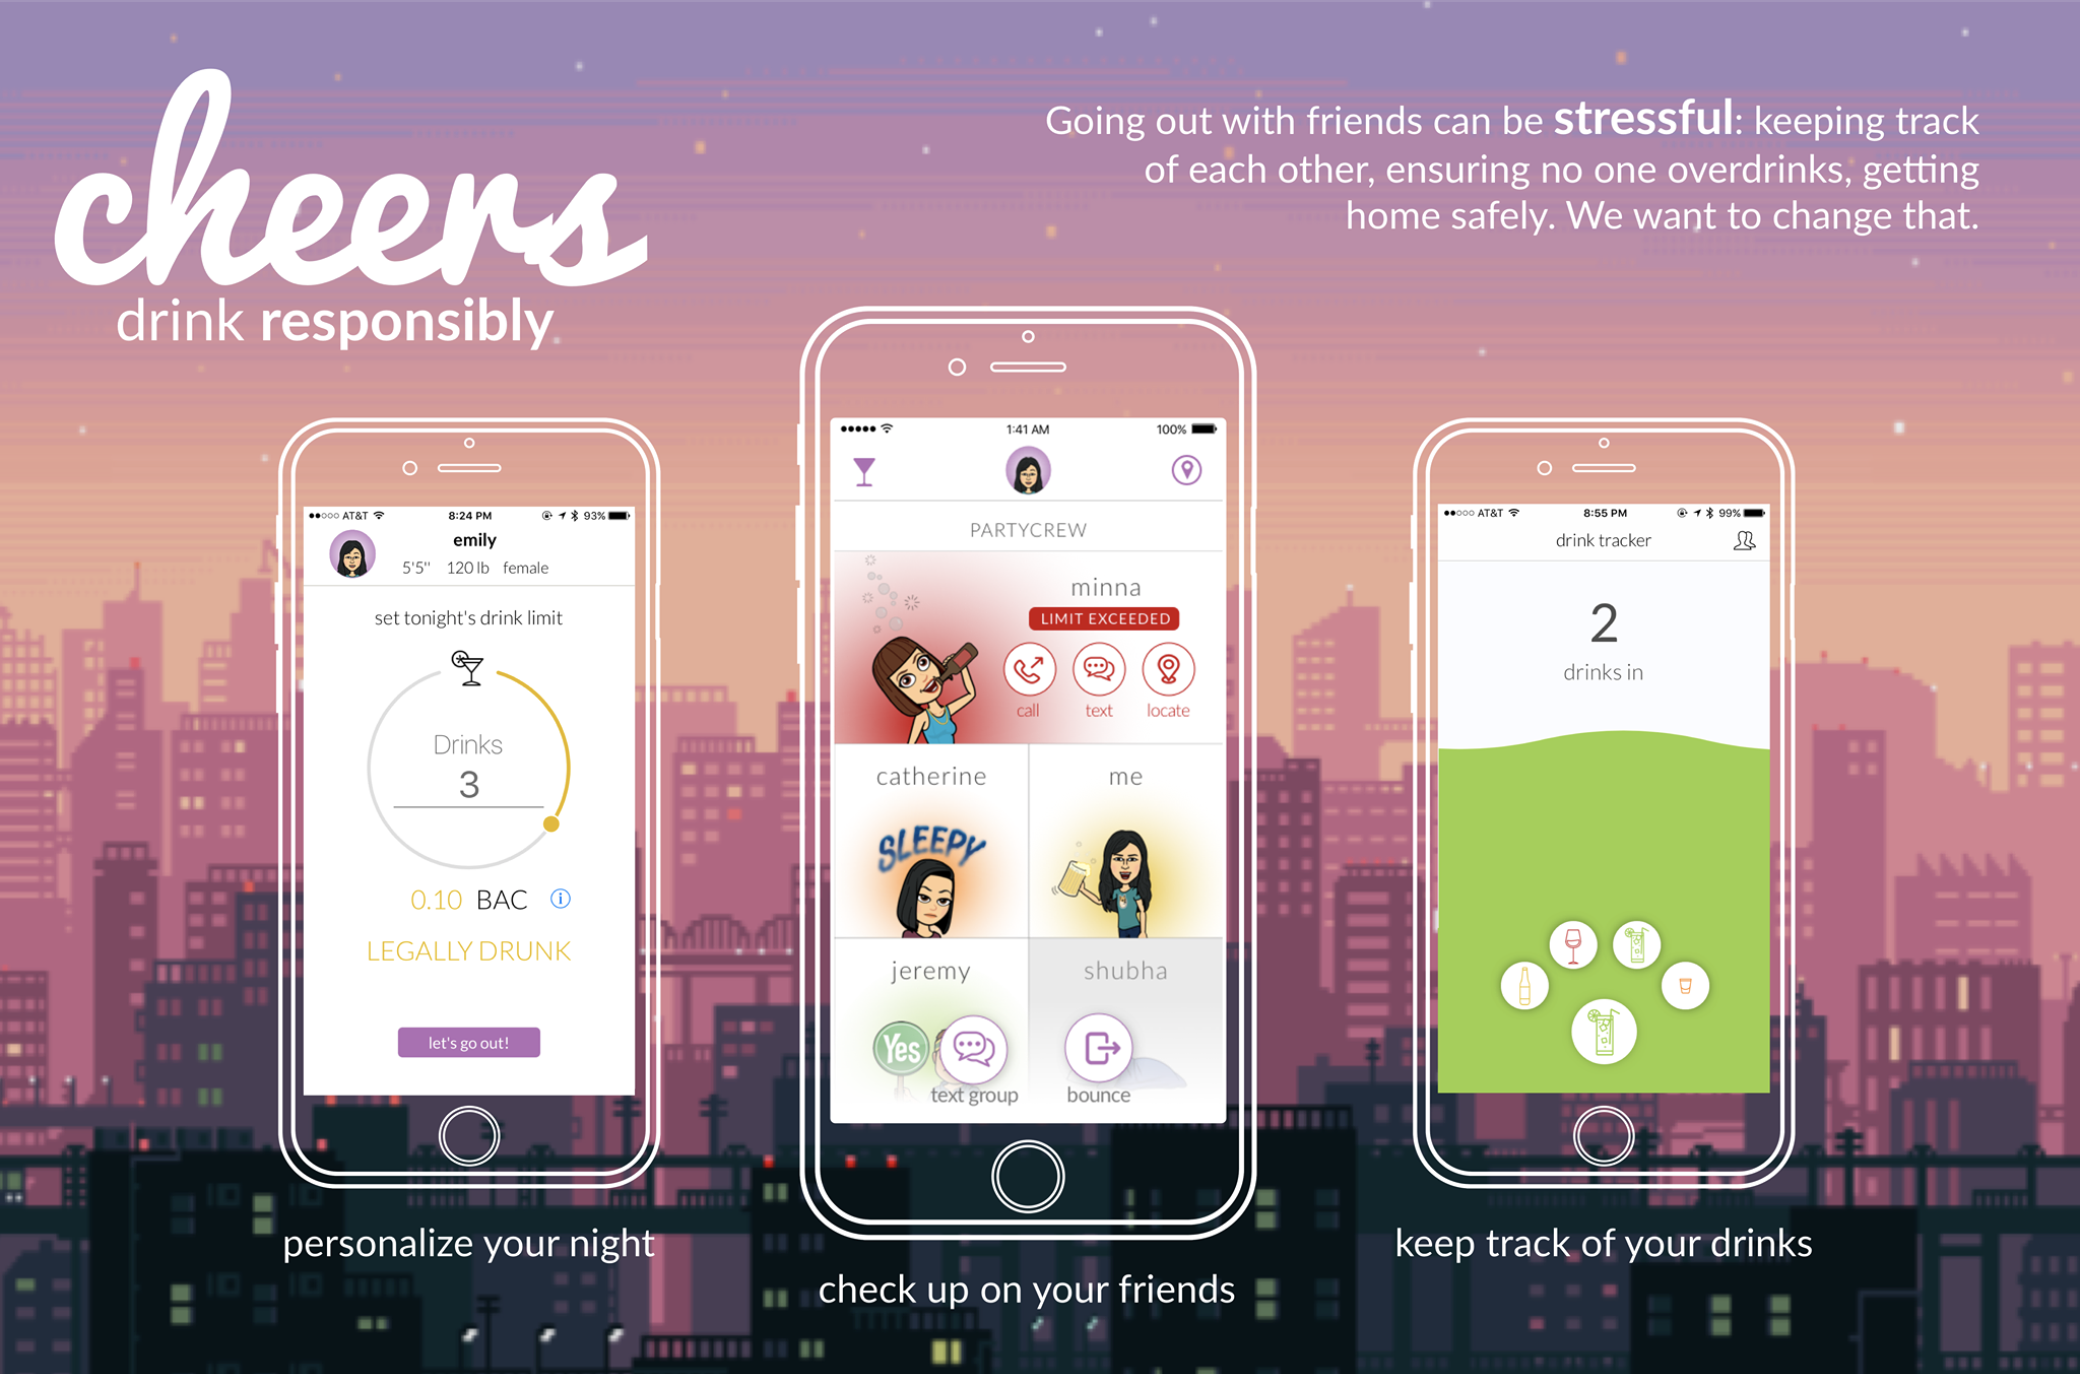 cheers
drink responsibly
Going out with friends can be stressful: keeping track
of each other, ensuring no one overdrinks, getting
home safely. We want to change that.
AT&T 8:24 PM 93%
emily
5'5" 120 lb female
set tonight's drink limit
Drinks
3
0.10 BAC i
LEGALLY DRUNK
let's go out!
personalize your night
1:41 AM 100%
PARTYCREW
minna
LIMIT EXCEEDED
call text locate
catherine me
SLEEPY
jeremy shubha
Yes
text group bounce
check up on your friends
AT&T 8:55 PM 99%
drink tracker
2
drinks in
keep track of your drinks